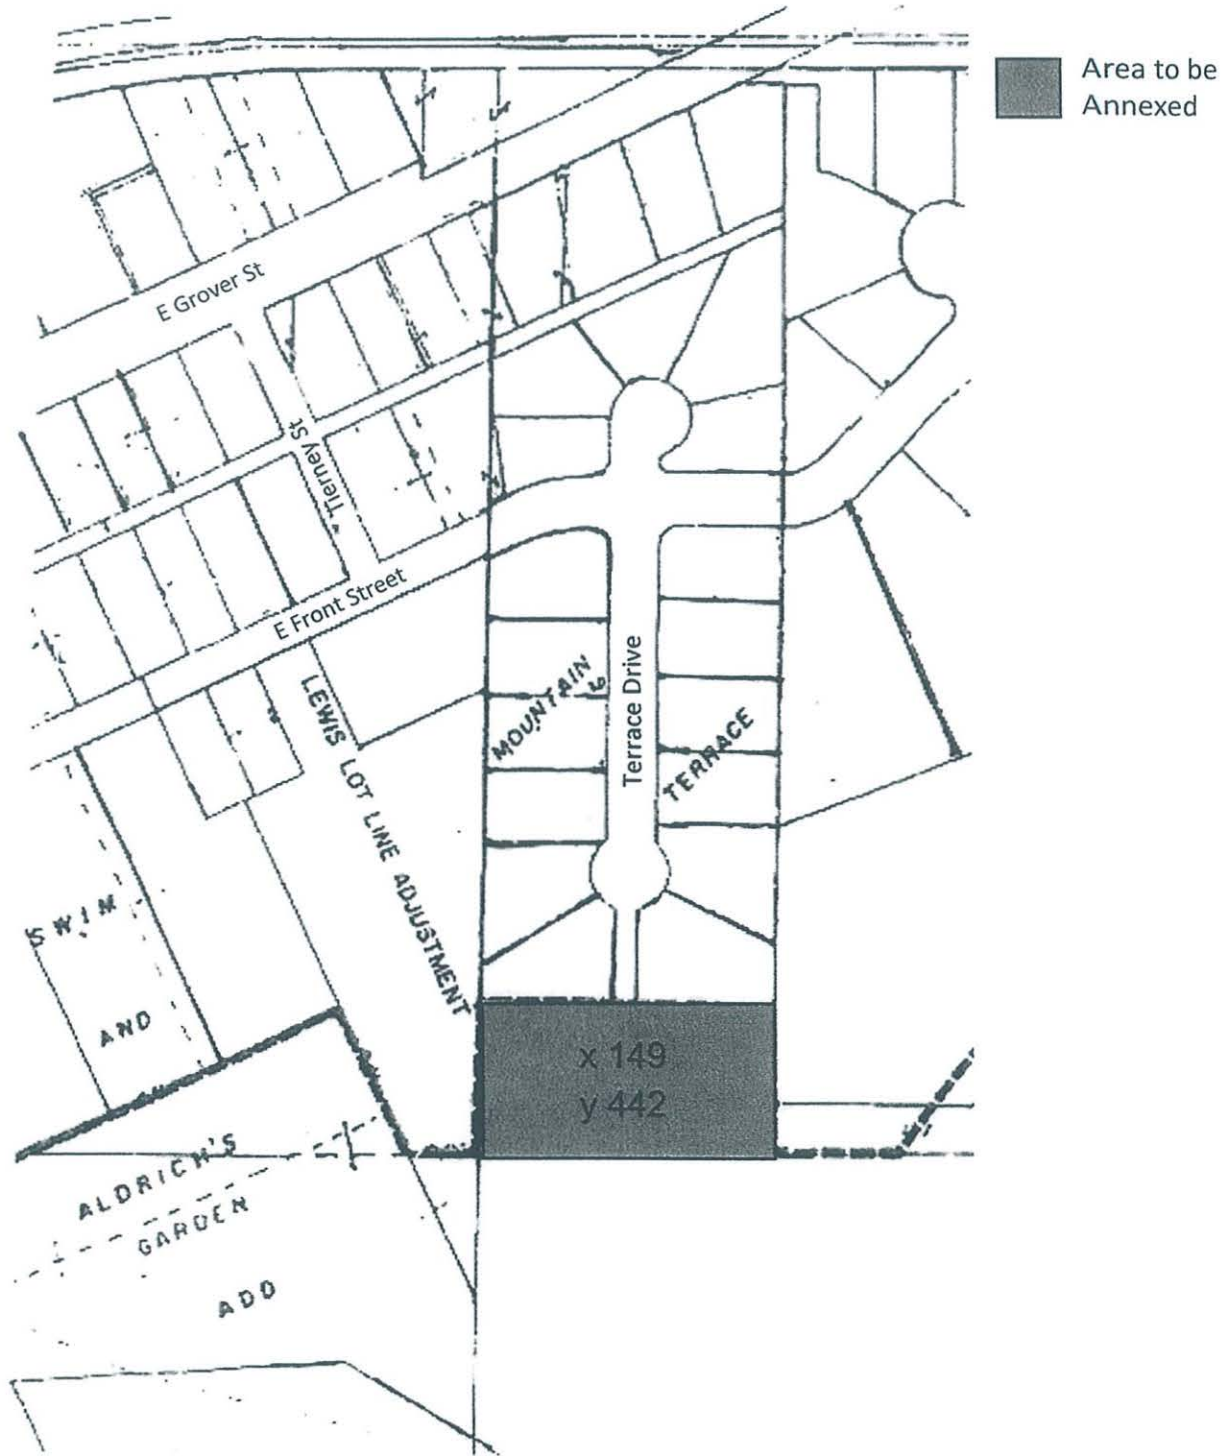 Area to be
Annexed
E Grover St
Tierney St
E Front Street
MOUNTAIN
Terrace Drive
TERRACE
LEWIS LOT LINE ADJUSTMENT
SWIM
AND
x 149
y 442
ALDRICH'S
GARDEN
ADD